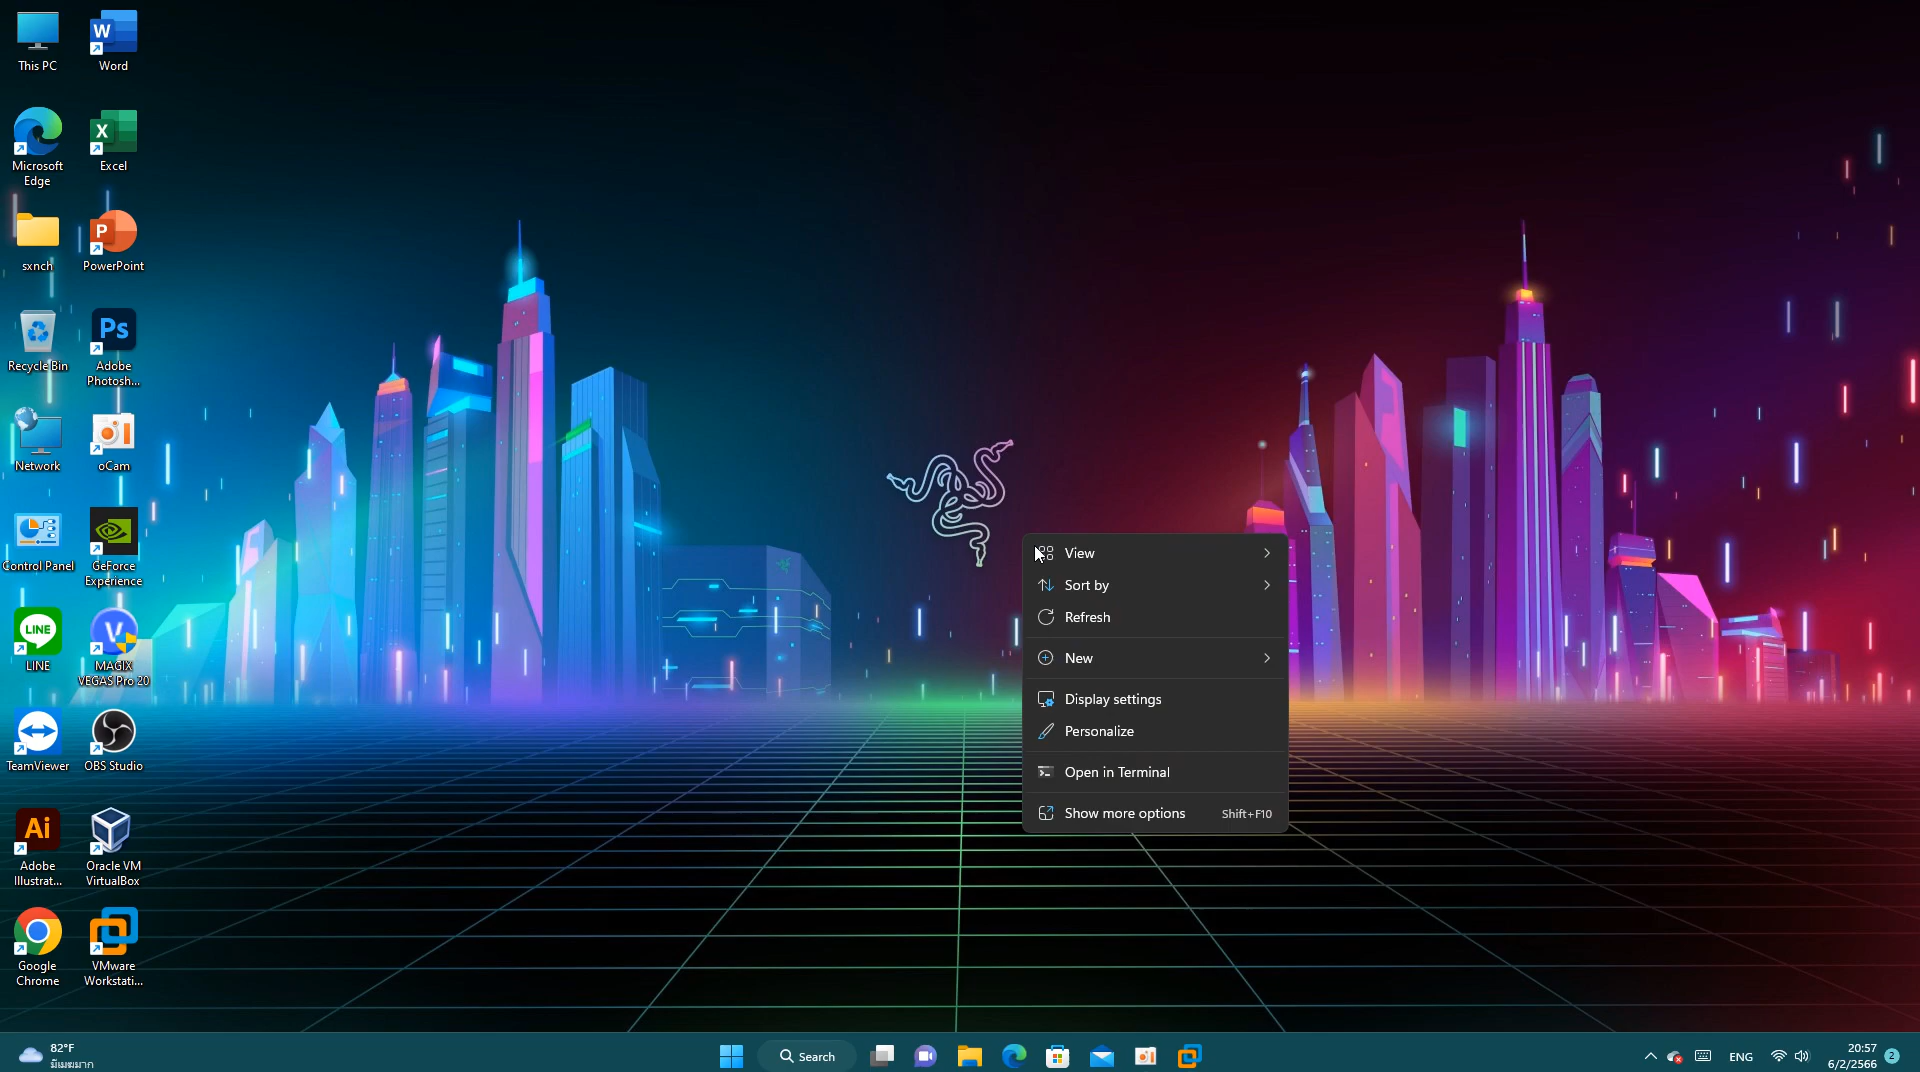 This PC
Word
Microsoft
Edge
Excel
sxnch
PowerPoint
Recycle Bin
Adobe
Photosh...
Network
oCam
Control Panel
GeForce
Experience
LINE
MAGIX
VEGAS Pro 20
TeamViewer
OBS Studio
Adobe
Illustrat...
Oracle VM
VirtualBox
Google
Chrome
VMware
Workstati...
View
Sort by
Refresh
New
Display settings
Personalize
Open in Terminal
Show more options Shift+F10
82°F
มีเมฆมาก
Search
ENG
20:57
6/2/2566
2